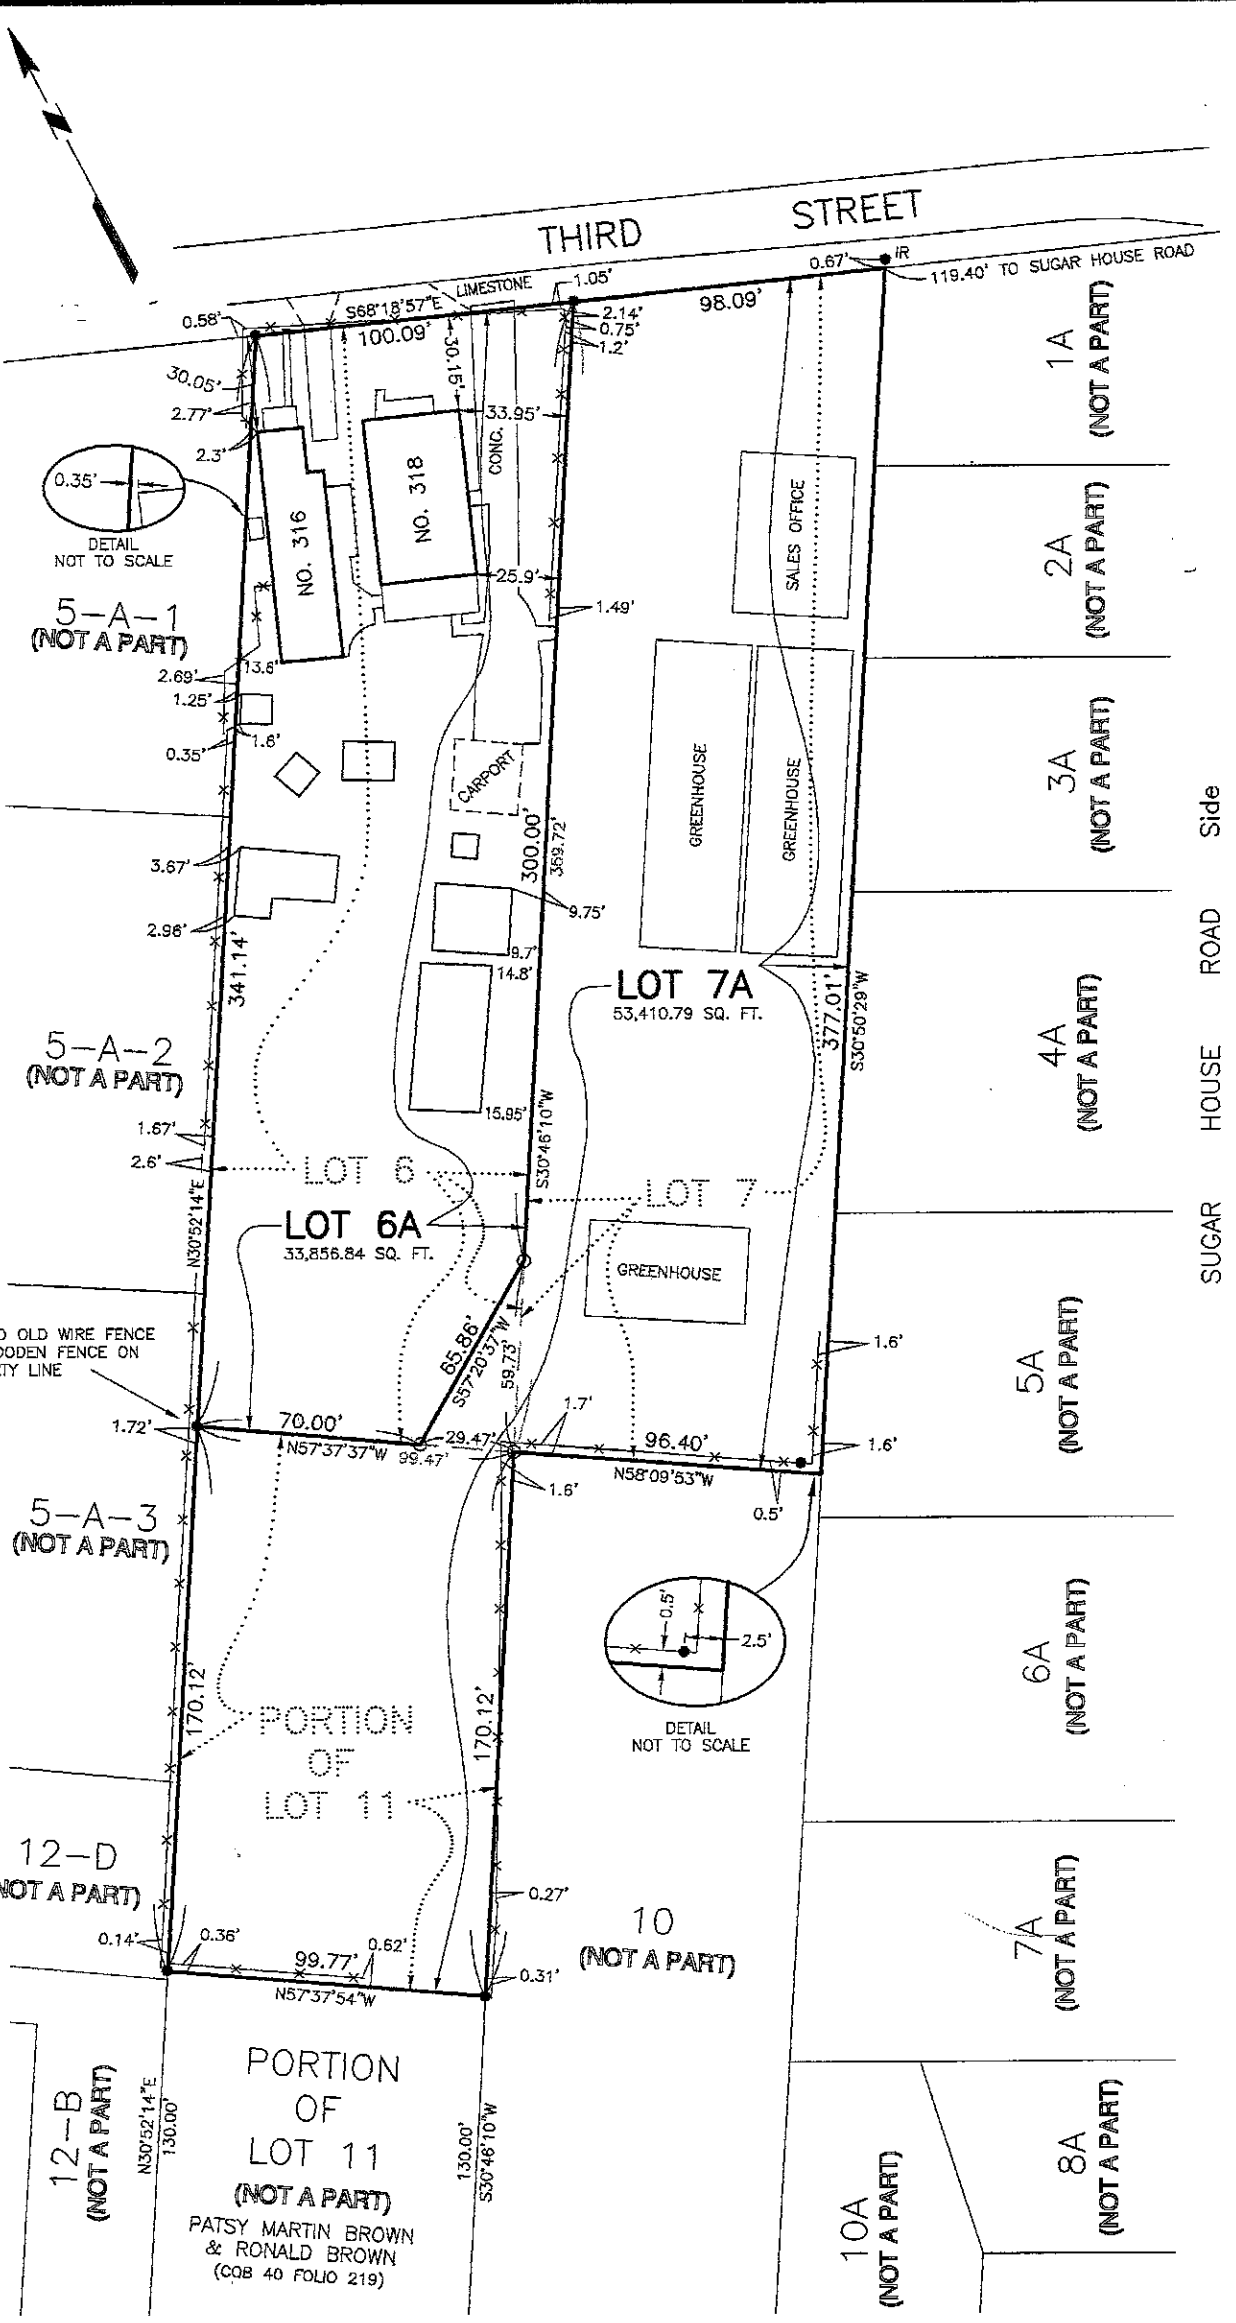 THIRD STREET
IR
0.67'
119.40' TO SUGAR HOUSE ROAD
LIMESTONE
1.05'
S68°18'57"E
100.09'
98.09'
0.58'
2.14'
0.75'
1.2'
30.05'
2.77'
2.3'
30.15'
33.95'
CONC.
0.35'
DETAIL
NOT TO SCALE
NO. 316
NO. 318
SALES OFFICE
25.9'
1.49'
5-A-1
(NOT A PART)
2.69'
13.8'
1.25'
0.35'
1.6'
CARPORT
GREENHOUSE
GREENHOUSE
300.00'
359.72'
3.67'
2.96'
9.75'
9.7'
14.8'
341.14'
LOT 7A
53,410.79 SQ. FT.
377.01'
S30°50'29"W
5-A-2
(NOT A PART)
15.95'
1.67'
2.6'
LOT 6
LOT 7
S30°46'10"W
N30°52'14"E
LOT 6A
33,856.84 SQ. FT.
GREENHOUSE
OLD WIRE FENCE
FENCE ON
LINE
65.86'
S57°20'37"W
59.73'
1.6'
1.72'
70.00'
N57°37'37"W
29.47'
99.47'
1.7'
96.40'
N58°09'53"W
1.6'
1.6'
0.5'
5-A-3
(NOT A PART)
0.5'
2.5'
DETAIL
NOT TO SCALE
170.12'
170.12'
PORTION
OF
LOT 11
12-D
(NOT A PART)
0.27'
10
(NOT A PART)
0.14'
0.36'
99.77'
0.62'
N57°37'54"W
0.31'
PORTION
OF
LOT 11
(NOT A PART)
PATSY MARTIN BROWN
& RONALD BROWN
(COB 40 FOLIO 219)
12-B
(NOT A PART)
N30°52'14"E
130.00'
130.00'
S30°46'10"W
1A
(NOT A PART)
2A
(NOT A PART)
3A
(NOT A PART)
4A
(NOT A PART)
5A
(NOT A PART)
6A
(NOT A PART)
7A
(NOT A PART)
8A
(NOT A PART)
10A
(NOT A PART)
SUGAR HOUSE ROAD Side